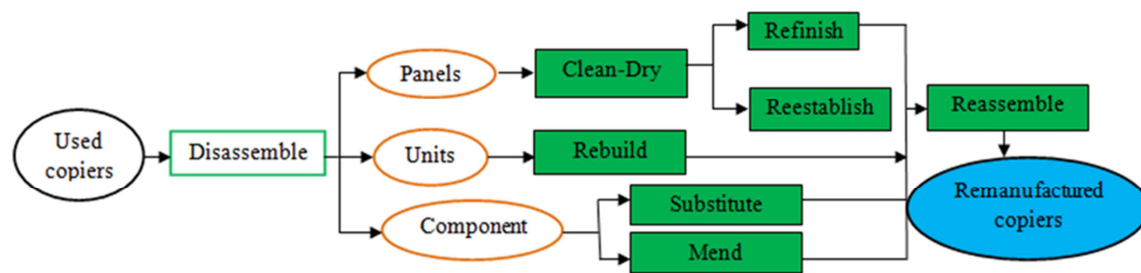 Used
copiers
Disassemble
Panels
Clean-Dry
Refinish
Reestablish
Reassemble
Units
Rebuild
Component
Substitute
Mend
Remanufactured
copiers